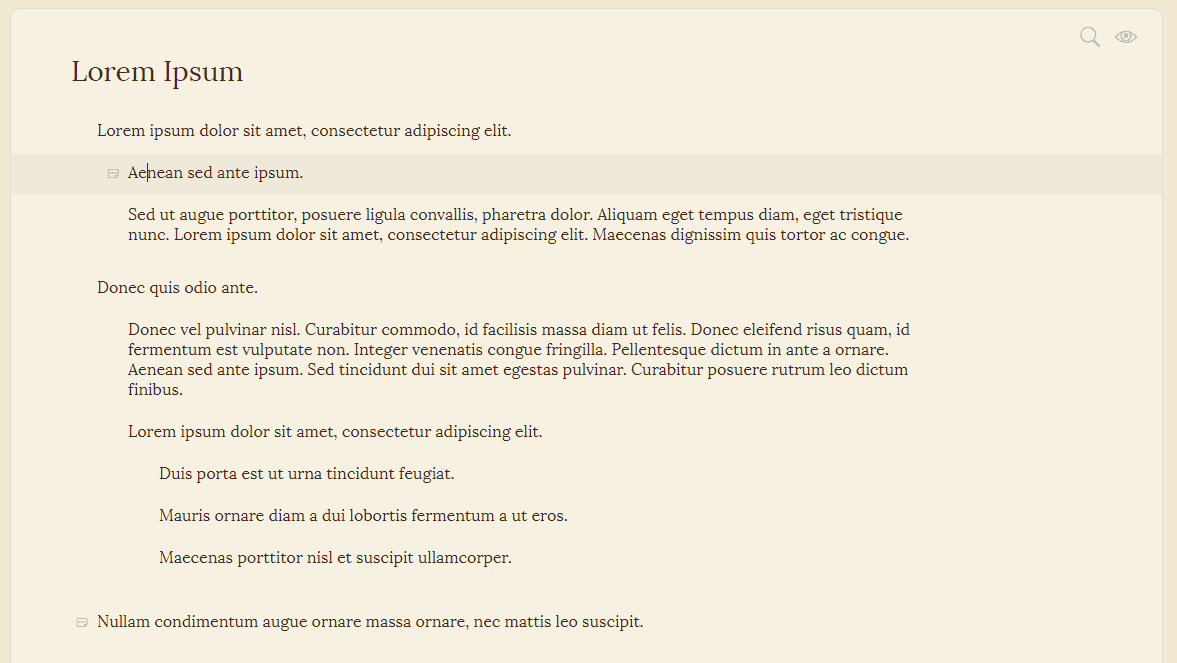 Lorem Ipsum
Lorem ipsum dolor sit amet, consectetur adipiscing elit.
Aenean sed ante ipsum.
Sed ut augue porttitor, posuere ligula convallis, pharetra dolor. Aliquam eget tempus diam, eget tristique
nunc. Lorem ipsum dolor sit amet, consectetur adipiscing elit. Maecenas dignissim quis tortor ac congue.
Donec quis odio ante.
Donec vel pulvinar nisl. Curabitur commodo, id facilisis massa diam ut felis. Donec eleifend risus quam, id
fermentum est vulputate non. Integer venenatis congue fringilla. Pellentesque dictum in ante a ornare.
Aenean sed ante ipsum. Sed tincidunt dui sit amet egestas pulvinar. Curabitur posuere rutrum leo dictum
finibus.
Lorem ipsum dolor sit amet, consectetur adipiscing elit.
Duis porta est ut urna tincidunt feugiat.
Mauris ornare diam a dui lobortis fermentum a ut eros.
Maecenas porttitor nisl et suscipit ullamcorper.
Nullam condimentum augue ornare massa ornare, nec mattis leo suscipit.